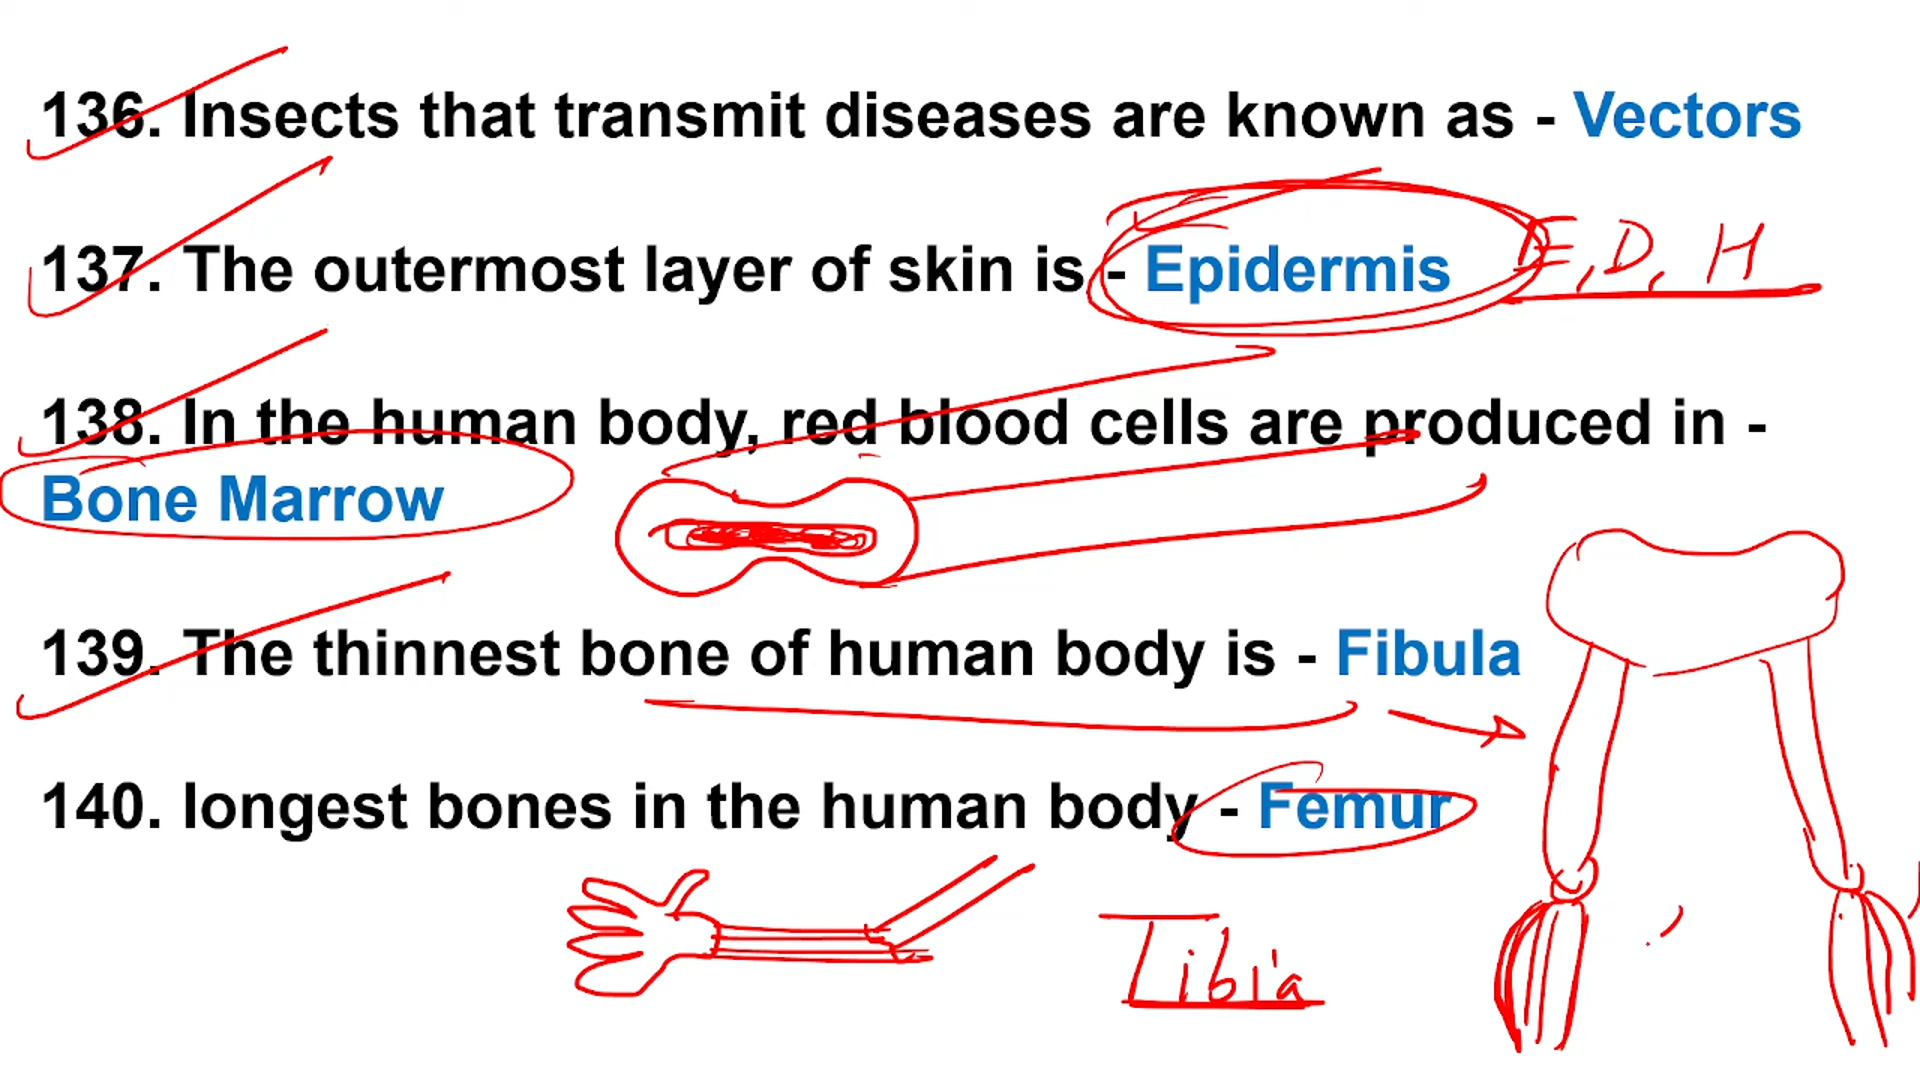 136. Insects that transmit diseases are known as - Vectors
137. The outermost layer of skin is - Epidermis E, D, H
138. In the human body, red blood cells are produced in -
Bone Marrow
139. The thinnest bone of human body is - Fibula
140. longest bones in the human body - Femur
Tibia